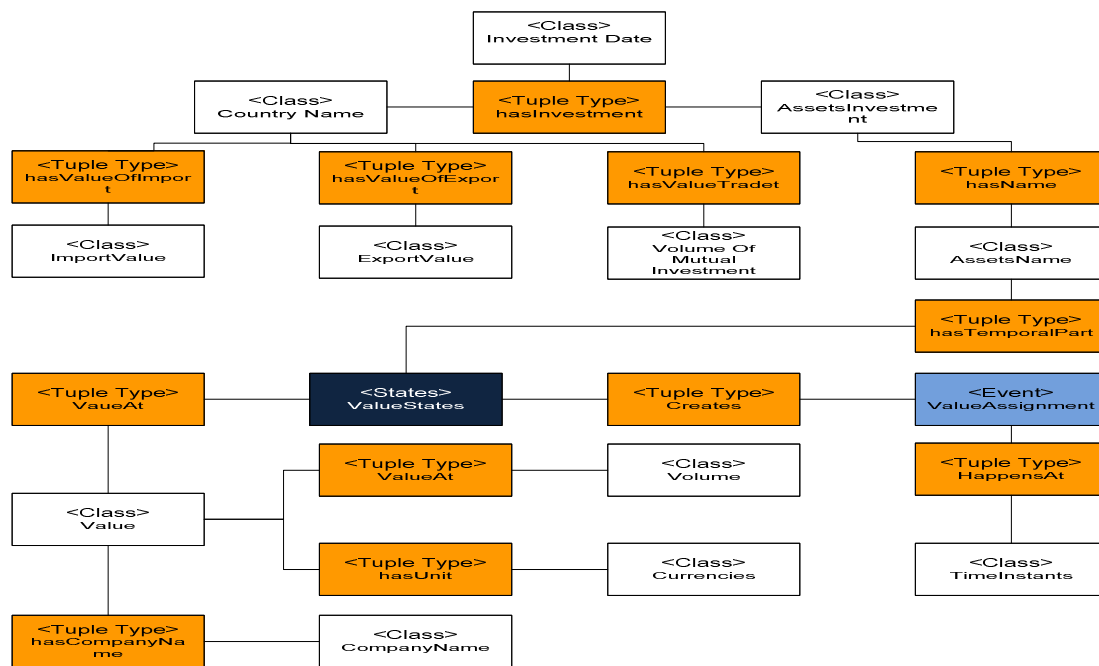 <Class>
Investment Date
<Class>
Country Name
<Tuple Type>
hasInvestment
<Class>
AssetsInvestme
nt
<Tuple Type>
hasValueOfImpor
t
<Tuple Type>
hasValueOfExpor
t
<Tuple Type>
hasValueTradet
<Tuple Type>
hasName
<Class>
ImportValue
<Class>
ExportValue
<Class>
Volume Of
Mutual
Investment
<Class>
AssetsName
<Tuple Type>
hasTemporalPart
<Tuple Type>
VaueAt
<States>
ValueStates
<Tuple Type>
Creates
<Event>
ValueAssignment
<Tuple Type>
ValueAt
<Class>
Volume
<Tuple Type>
HappensAt
<Class>
Value
<Tuple Type>
hasUnit
<Class>
Currencies
<Class>
TimeInstants
<Tuple Type>
hasCompanyNa
me
<Class>
CompanyName